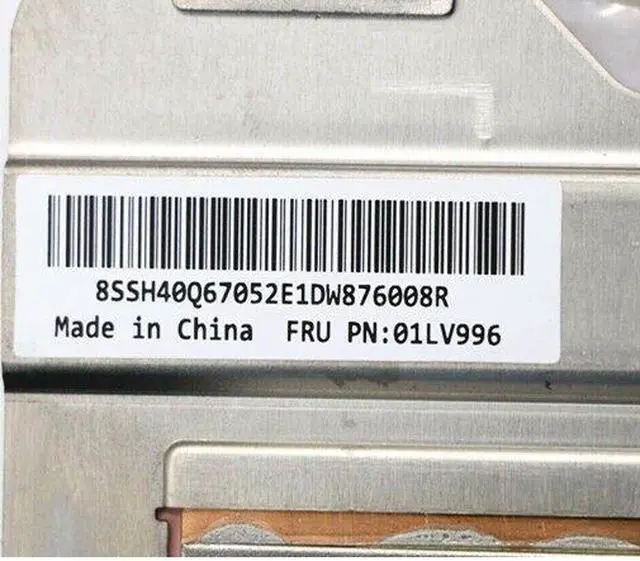 8SSH40Q67052E1DW876008R
Made in China FRU PN:01LV996